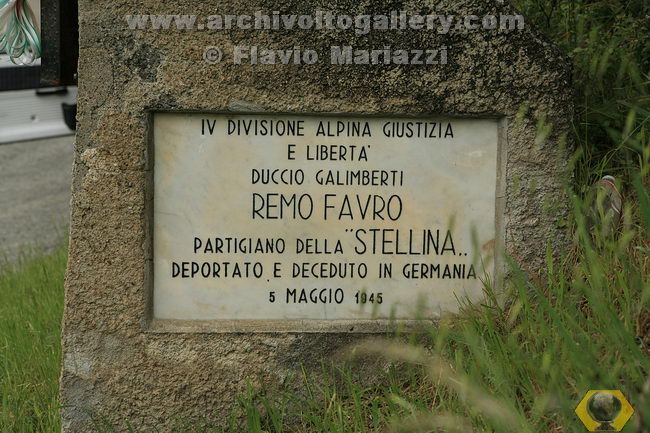 www.archivoltogallery.com
© Flavio Mariazzi
IV DIVISIONE ALPINA GIUSTIZIA
E LIBERTA'
DUCCIO GALIMBERTI
REMO FAVRO
PARTIGIANO DELLA "STELLINA„
DEPORTATO E DECEDUTO IN GERMANIA
5 MAGGIO 1945